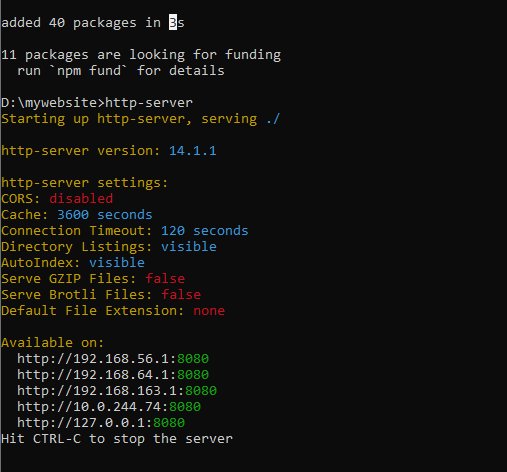 added 40 packages in 3s
11 packages are looking for funding
run `npm fund` for details
D:\mywebsite>http-server
Starting up http-server, serving ./
http-server version: 14.1.1
http-server settings:
CORS: disabled
Cache: 3600 seconds
Connection Timeout: 120 seconds
Directory Listings: visible
AutoIndex: visible
Serve GZIP Files: false
Serve Brotli Files: false
Default File Extension: none
Available on:
http://192.168.56.1:8080
http://192.168.64.1:8080
http://192.168.163.1:8080
http://10.0.244.74:8080
http://127.0.0.1:8080
Hit CTRL-C to stop the server